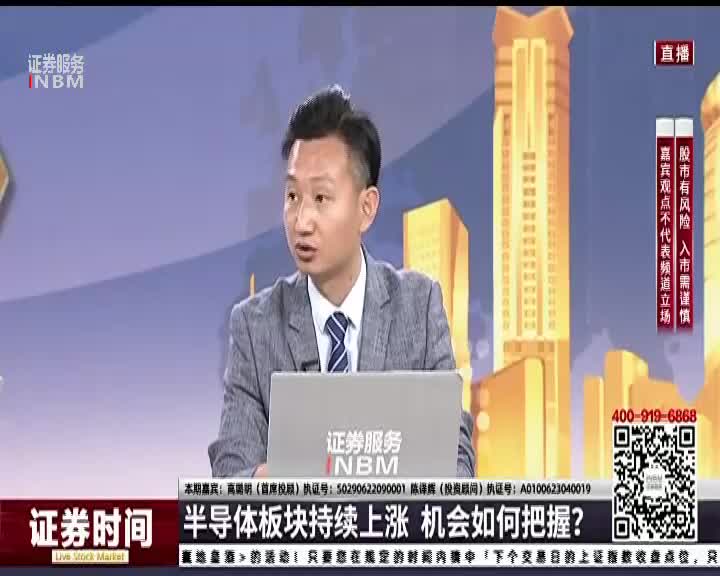 证券服务
iNBM
直播
股市有风险 入市需谨慎
嘉宾观点不代表频道立场
400-919-6868
证券服务
iNBM
本期嘉宾：高璐明（首席投顾）执证号：S0290622090001 陈译辉（投资顾问）执证号：A0100623040019
证券时间
Live Stock Market
半导体板块持续上涨 机会如何把握？
的活动！只要您在规定的时间内猜中「下个交易日的上证指数收盘点位，只